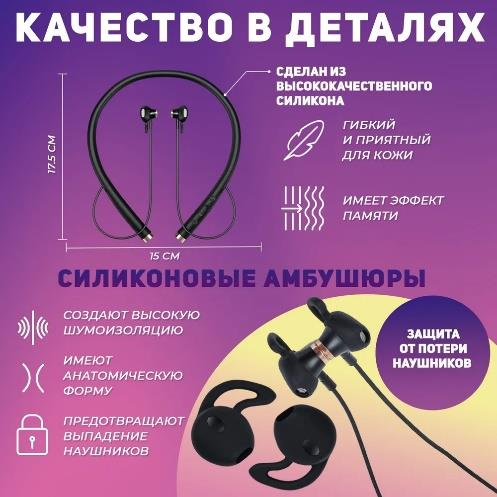 КАЧЕСТВО В ДЕТАЛЯХ
СДЕЛАН ИЗ
ВЫСОКОКАЧЕСТВЕННОГО
СИЛИКОНА
ГИБКИЙ
И ПРИЯТНЫЙ
ДЛЯ КОЖИ
ИМЕЕТ ЭФФЕКТ
ПАМЯТИ
17.5 СМ
15 СМ
СИЛИКОНОВЫЕ АМБУШЮРЫ
СОЗДАЮТ ВЫСОКУЮ
ШУМОИЗОЛЯЦИЮ
ИМЕЮТ
АНАТОМИЧЕСКУЮ
ФОРМУ
ПРЕДОТВРАЩАЮТ
ВЫПАДЕНИЕ
НАУШНИКОВ
ЗАЩИТА
ОТ ПОТЕРИ
НАУШНИКОВ